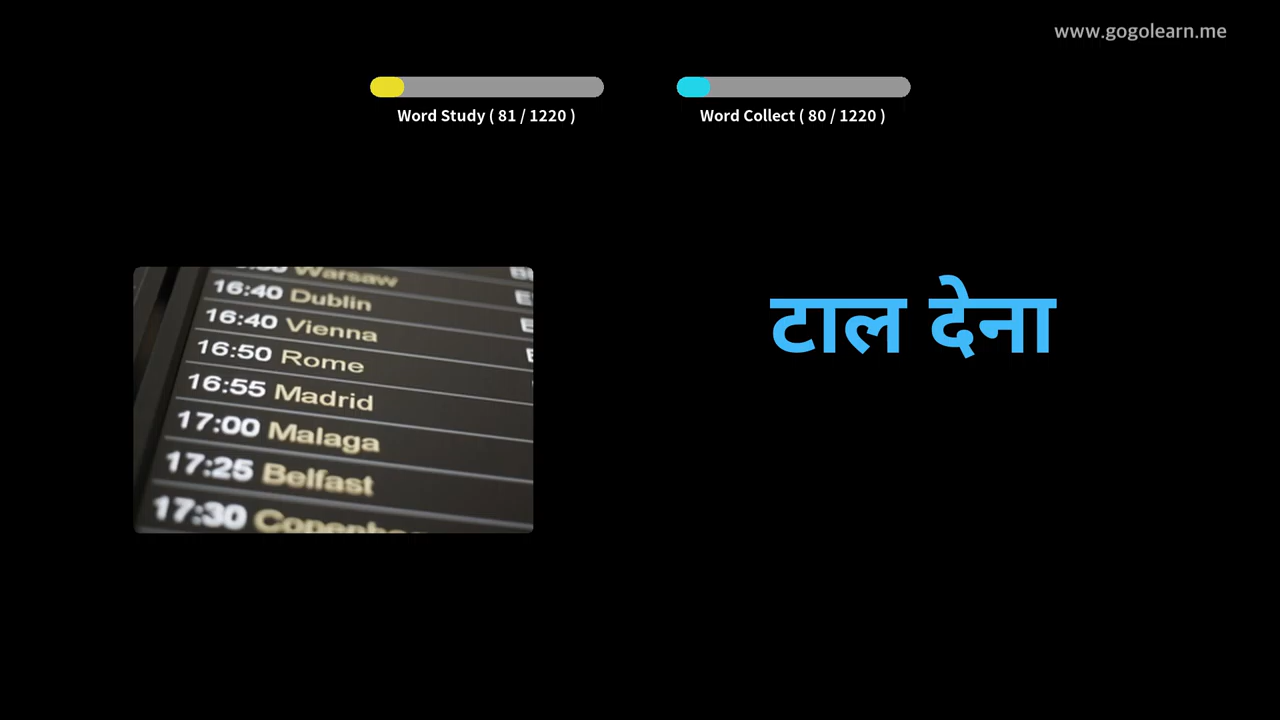 www.gogolearn.me
Word Study ( 81 / 1220 )
Word Collect ( 80 / 1220 )
टाल देना
Warsaw
16:40 Dublin
16:40 Vienna
16:50 Rome
16:55 Madrid
17:00 Malaga
17:25 Belfast
17:30